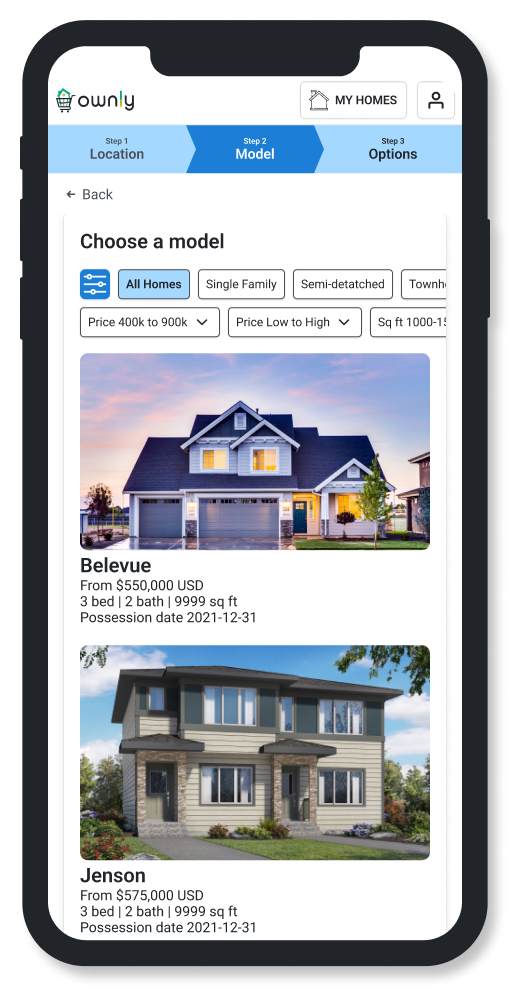 ownly
MY HOMES
Step 1
Location
Step 2
Model
Step 3
Options
Back
Choose a model
All Homes
Single Family
Semi-detatched
Townh
Price 400k to 900k
Price Low to High
Sq ft 1000-15
Belevue
From $550,000 USD
3 bed | 2 bath | 9999 sq ft
Possession date 2021-12-31
Jenson
From $575,000 USD
3 bed | 2 bath | 9999 sq ft
Possession date 2021-12-31